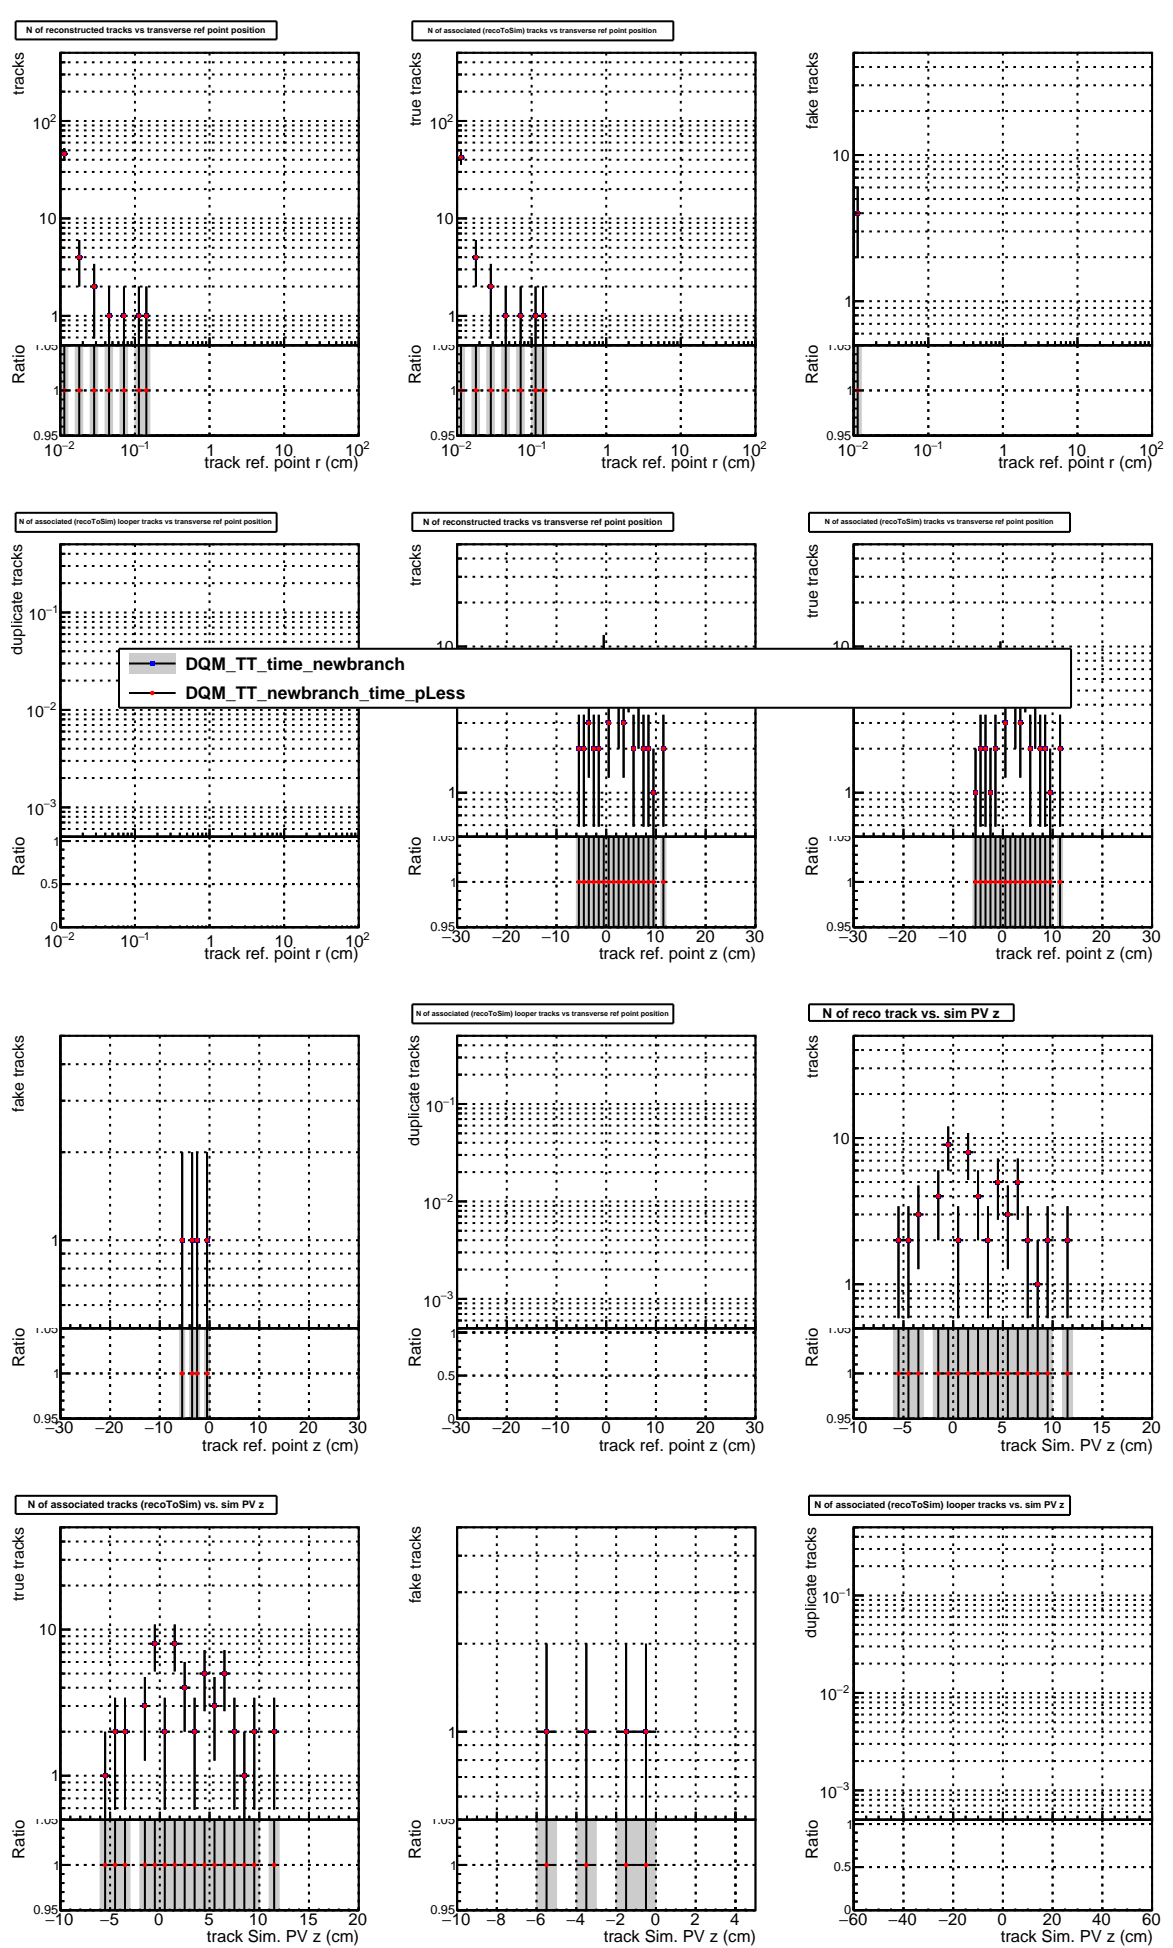 N of reconstructed tracks vs transverse ref point position
tracks
10²
10
1
Ratio
1.05
1
0.95
10⁻² 10⁻¹ 1 10 10²
track ref. point r (cm)
N of associated (recoToSim) tracks vs transverse ref point position
true tracks
10²
10
1
Ratio
1.05
1
0.95
10⁻² 10⁻¹ 1 10 10²
track ref. point r (cm)
fake tracks
10
1
Ratio
1.05
1
0.95
10⁻² 10⁻¹ 1 10 10²
track ref. point r (cm)
N of associated (recoToSim) looper tracks vs transverse ref point position
duplicate tracks
10⁻¹
10⁻²
10⁻³
Ratio
1
0.5
0
10⁻² 10⁻¹ 1 10 10²
track ref. point r (cm)
N of reconstructed tracks vs transverse ref point position
tracks
10
1
Ratio
1.05
1
0.95
−30 −20 −10 0 10 20 30
track ref. point z (cm)
N of associated (recoToSim) tracks vs transverse ref point position
true tracks
10
1
Ratio
1.05
1
0.95
−30 −20 −10 0 10 20 30
track ref. point z (cm)
DQM_TT_time_newbranch
DQM_TT_newbranch_time_pLess
fake tracks
1
Ratio
1.05
1
0.95
−30 −20 −10 0 10 20 30
track ref. point z (cm)
N of associated (recoToSim) looper tracks vs transverse ref point position
duplicate tracks
10⁻¹
10⁻²
10⁻³
Ratio
1
0.5
0
−30 −20 −10 0 10 20 30
track ref. point z (cm)
N of reco track vs. sim PV z
tracks
10
1
Ratio
1.05
1
0.95
−10 −5 0 5 10 15 20
track Sim. PV z (cm)
N of associated tracks (recoToSim) vs. sim PV z
true tracks
10
1
Ratio
1.05
1
0.95
−10 −5 0 5 10 15 20
track Sim. PV z (cm)
fake tracks
1
Ratio
1.05
1
0.95
−10 −8 −6 −4 −2 0 2 4
track Sim. PV z (cm)
N of associated (recoToSim) looper tracks vs. sim PV z
duplicate tracks
10⁻¹
10⁻²
10⁻³
Ratio
1
0.5
0
−60 −40 −20 0 20 40 60
track Sim. PV z (cm)